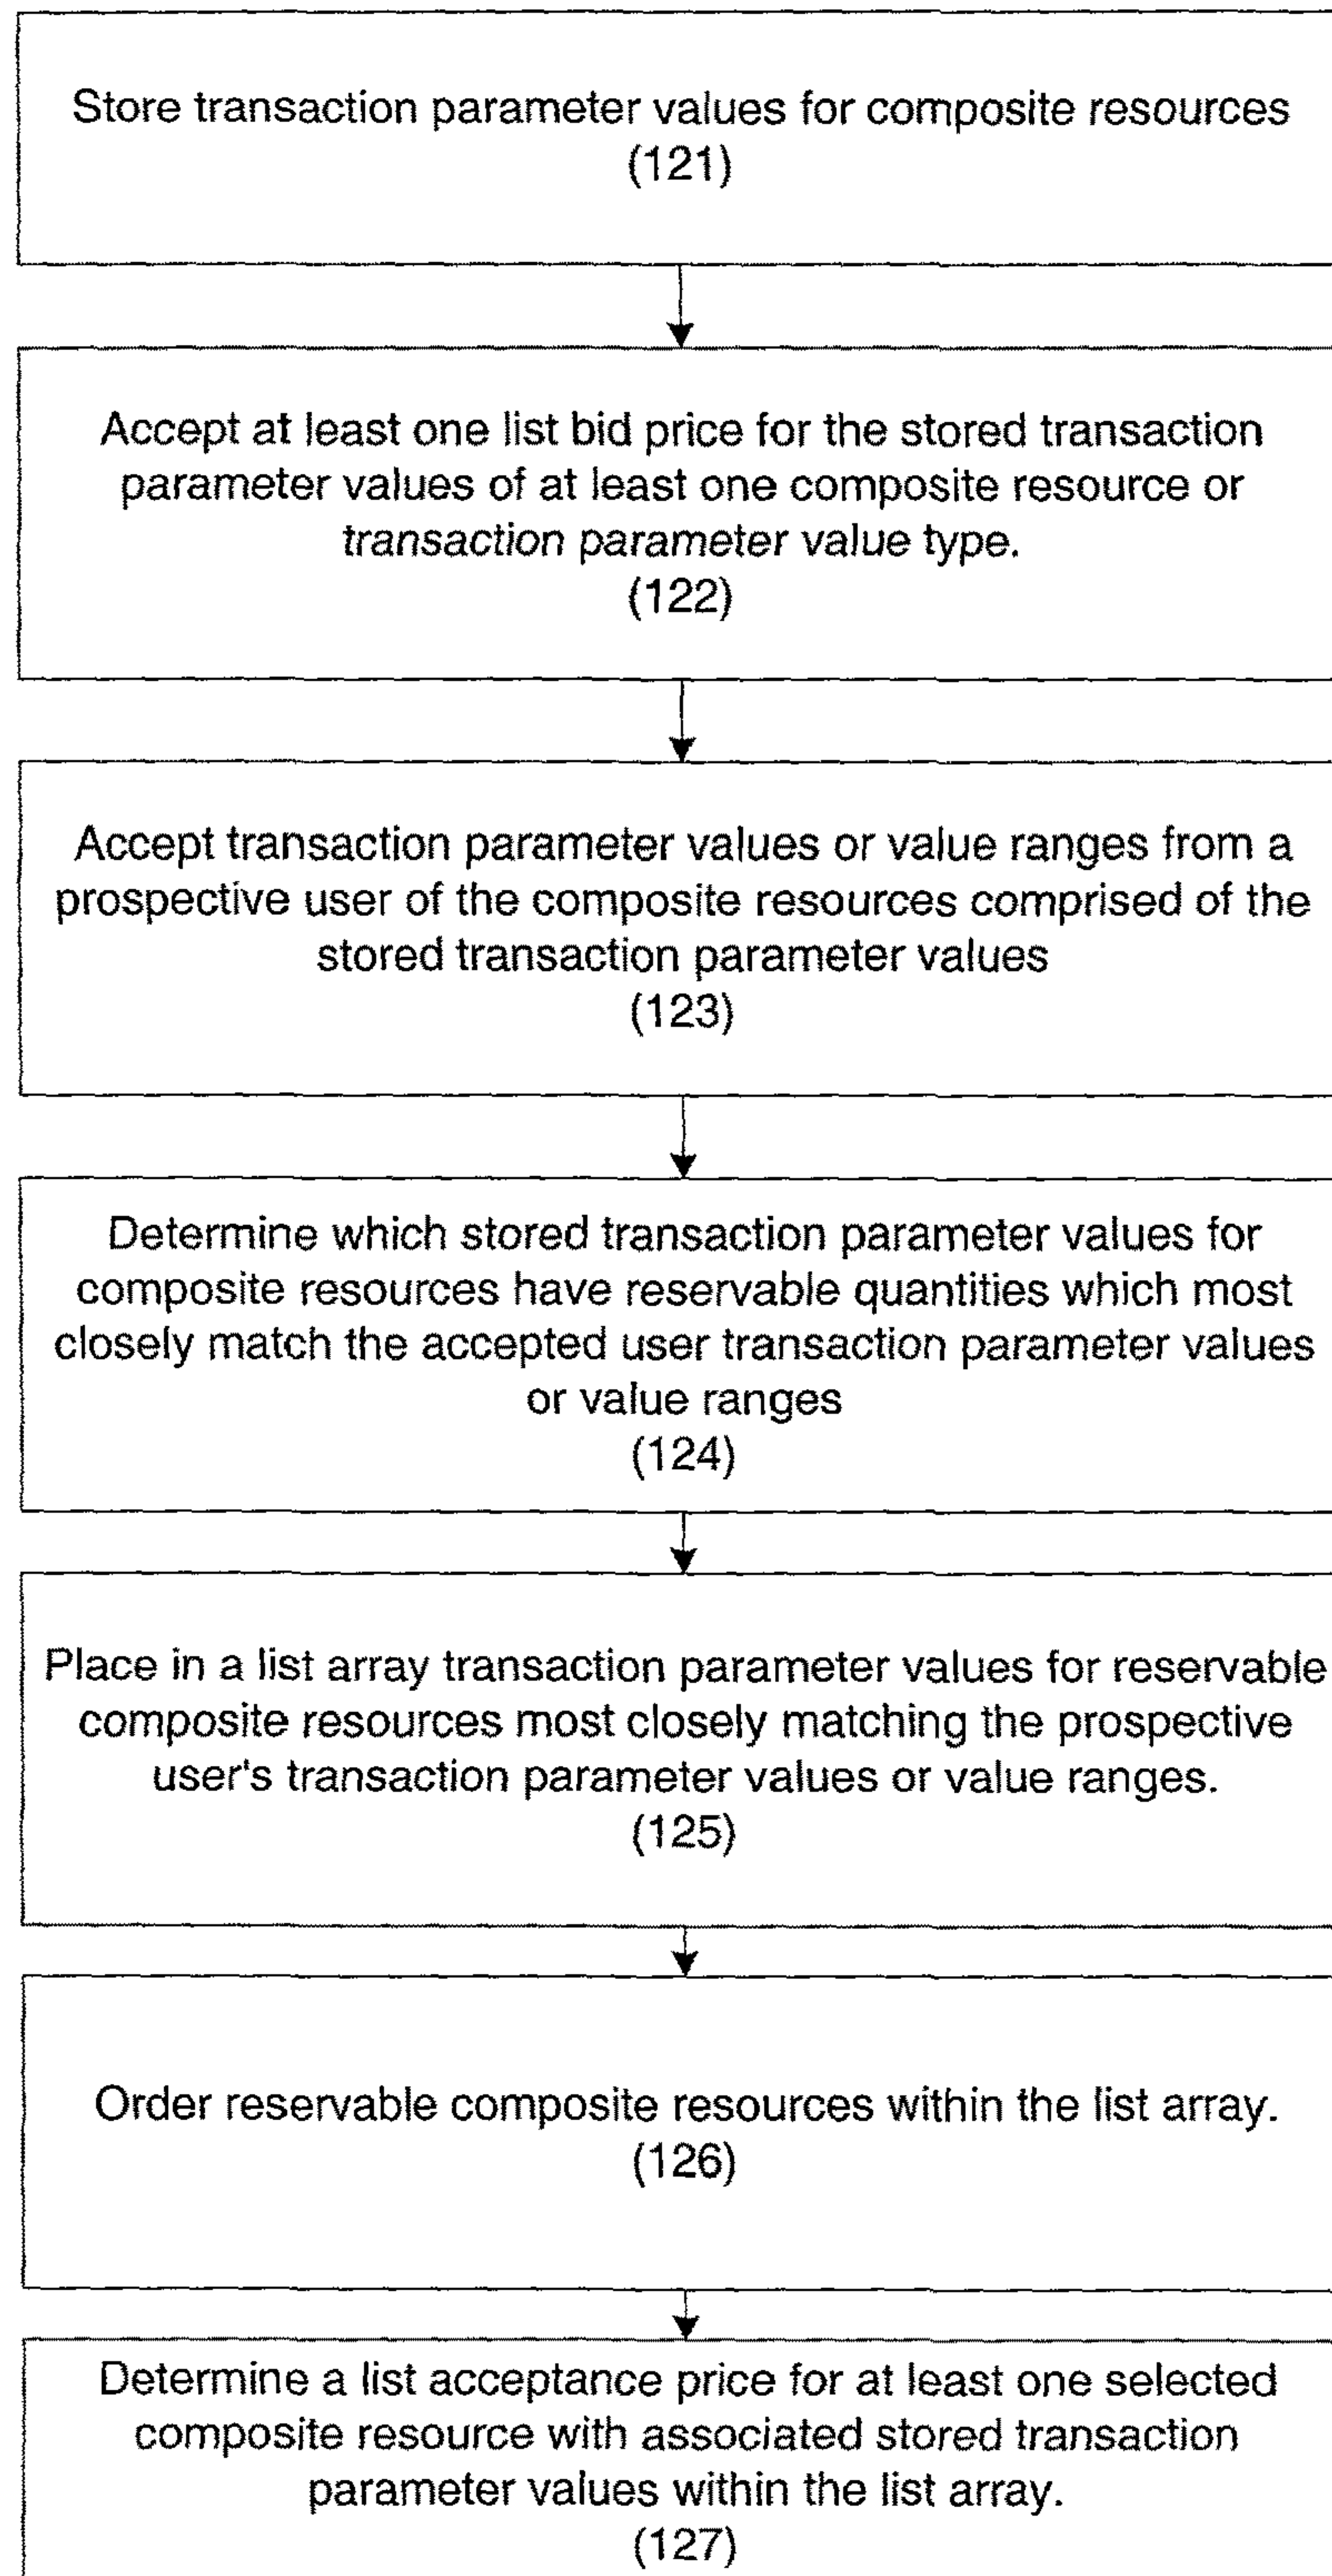 Store transaction parameter values for composite resources
(121)
Accept at least one list bid price for the stored transaction
parameter values of at least one composite resource or
transaction parameter value type.
(122)
Accept transaction parameter values or value ranges from a
prospective user of the composite resources comprised of the
stored transaction parameter values
(123)
Determine which stored transaction parameter values for
composite resources have reservable quantities which most
closely match the accepted user transaction parameter values
or value ranges
(124)
Place in a list array transaction parameter values for reservable
composite resources most closely matching the prospective
user's transaction parameter values or value ranges.
(125)
Order reservable composite resources within the list array.
(126)
Determine a list acceptance price for at least one selected
composite resource with associated stored transaction
parameter values within the list array.
(127)